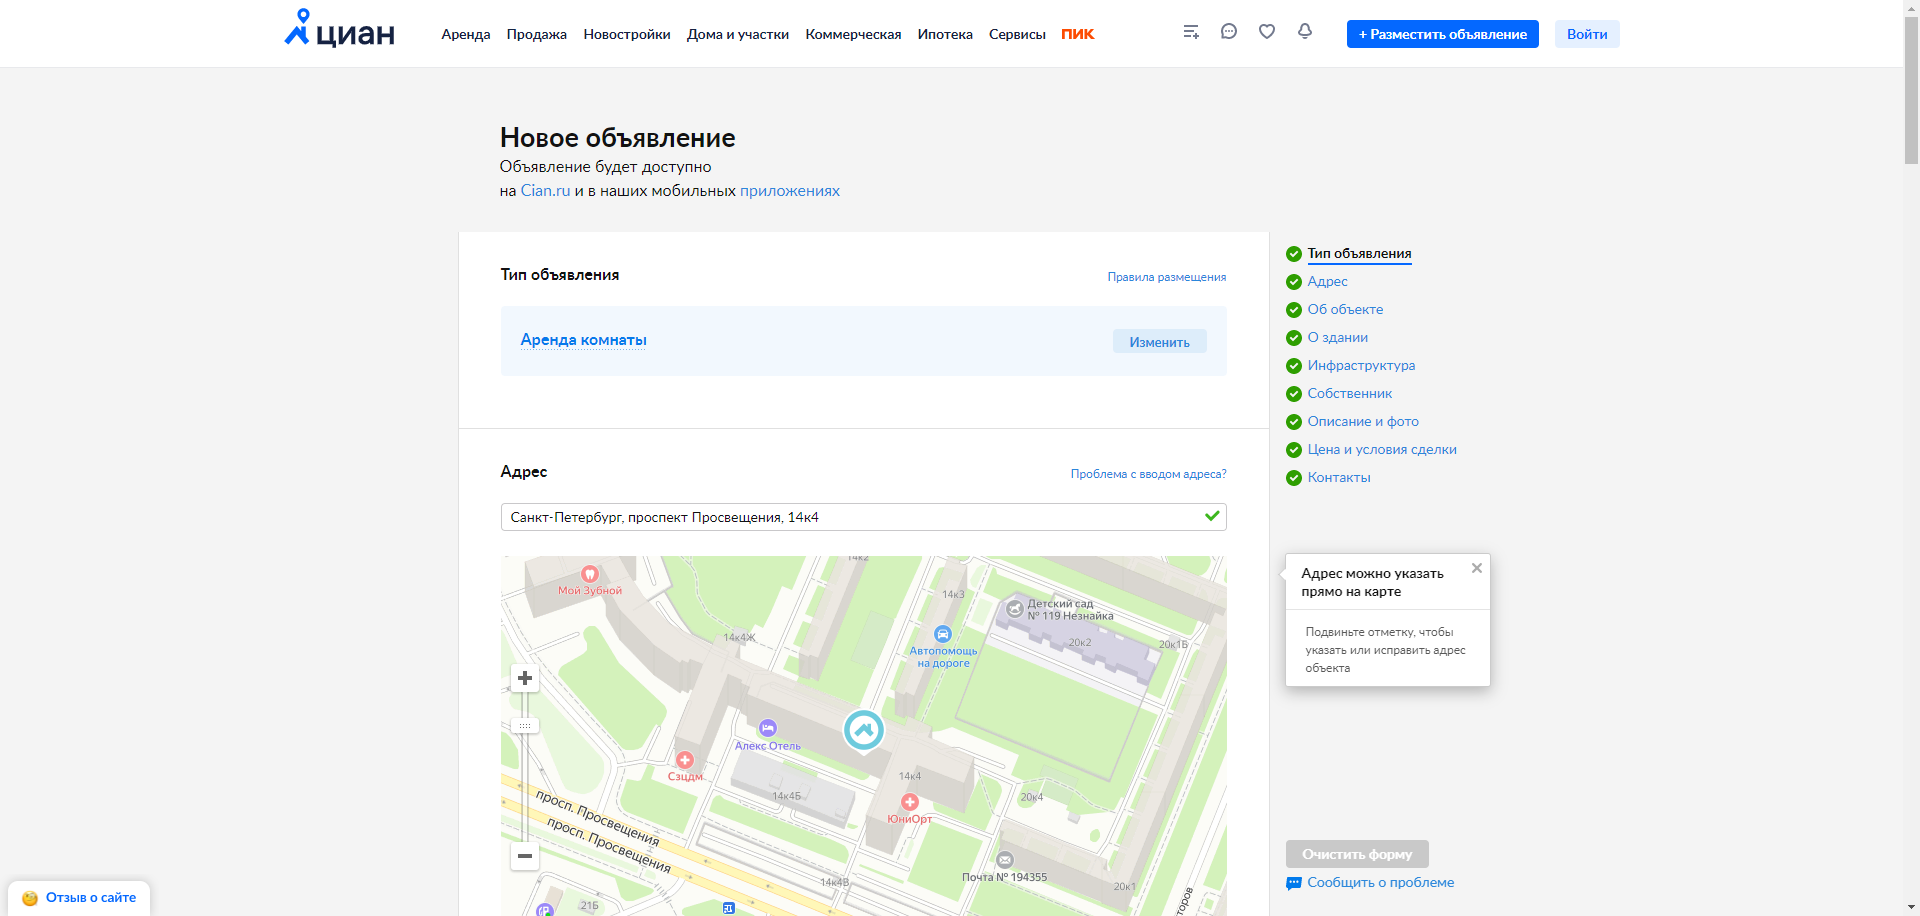 циан
Аренда Продажа Новостройки Дома и участки Коммерческая Ипотека Сервисы ПИК
+ Разместить объявление
Войти
Новое объявление
Объявление будет доступно
на Cian.ru и в наших мобильных приложениях
Тип объявления
Правила размещения
Аренда комнаты
Изменить
Адрес
Проблема с вводом адреса?
Санкт-Петербург, проспект Просвещения, 14к4
14к2
Мой Зубной
14к3
Детский сад
№ 119 Незнайка
14к4Ж
20к2
20к1Б
Автопомощь
на дороге
Алекс Отель
Сзцдм
14к4
14к4Б
20к4
ЮниОрт
просп. Просвещения
просп. Просвещения
Почта № 194355
14к4В
20к1
21Б
торов
Тип объявления
Адрес
Об объекте
О здании
Инфраструктура
Собственник
Описание и фото
Цена и условия сделки
Контакты
Адрес можно указать
прямо на карте
Подвиньте отметку, чтобы
указать или исправить адрес
объекта
Очистить форму
Сообщить о проблеме
Отзыв о сайте